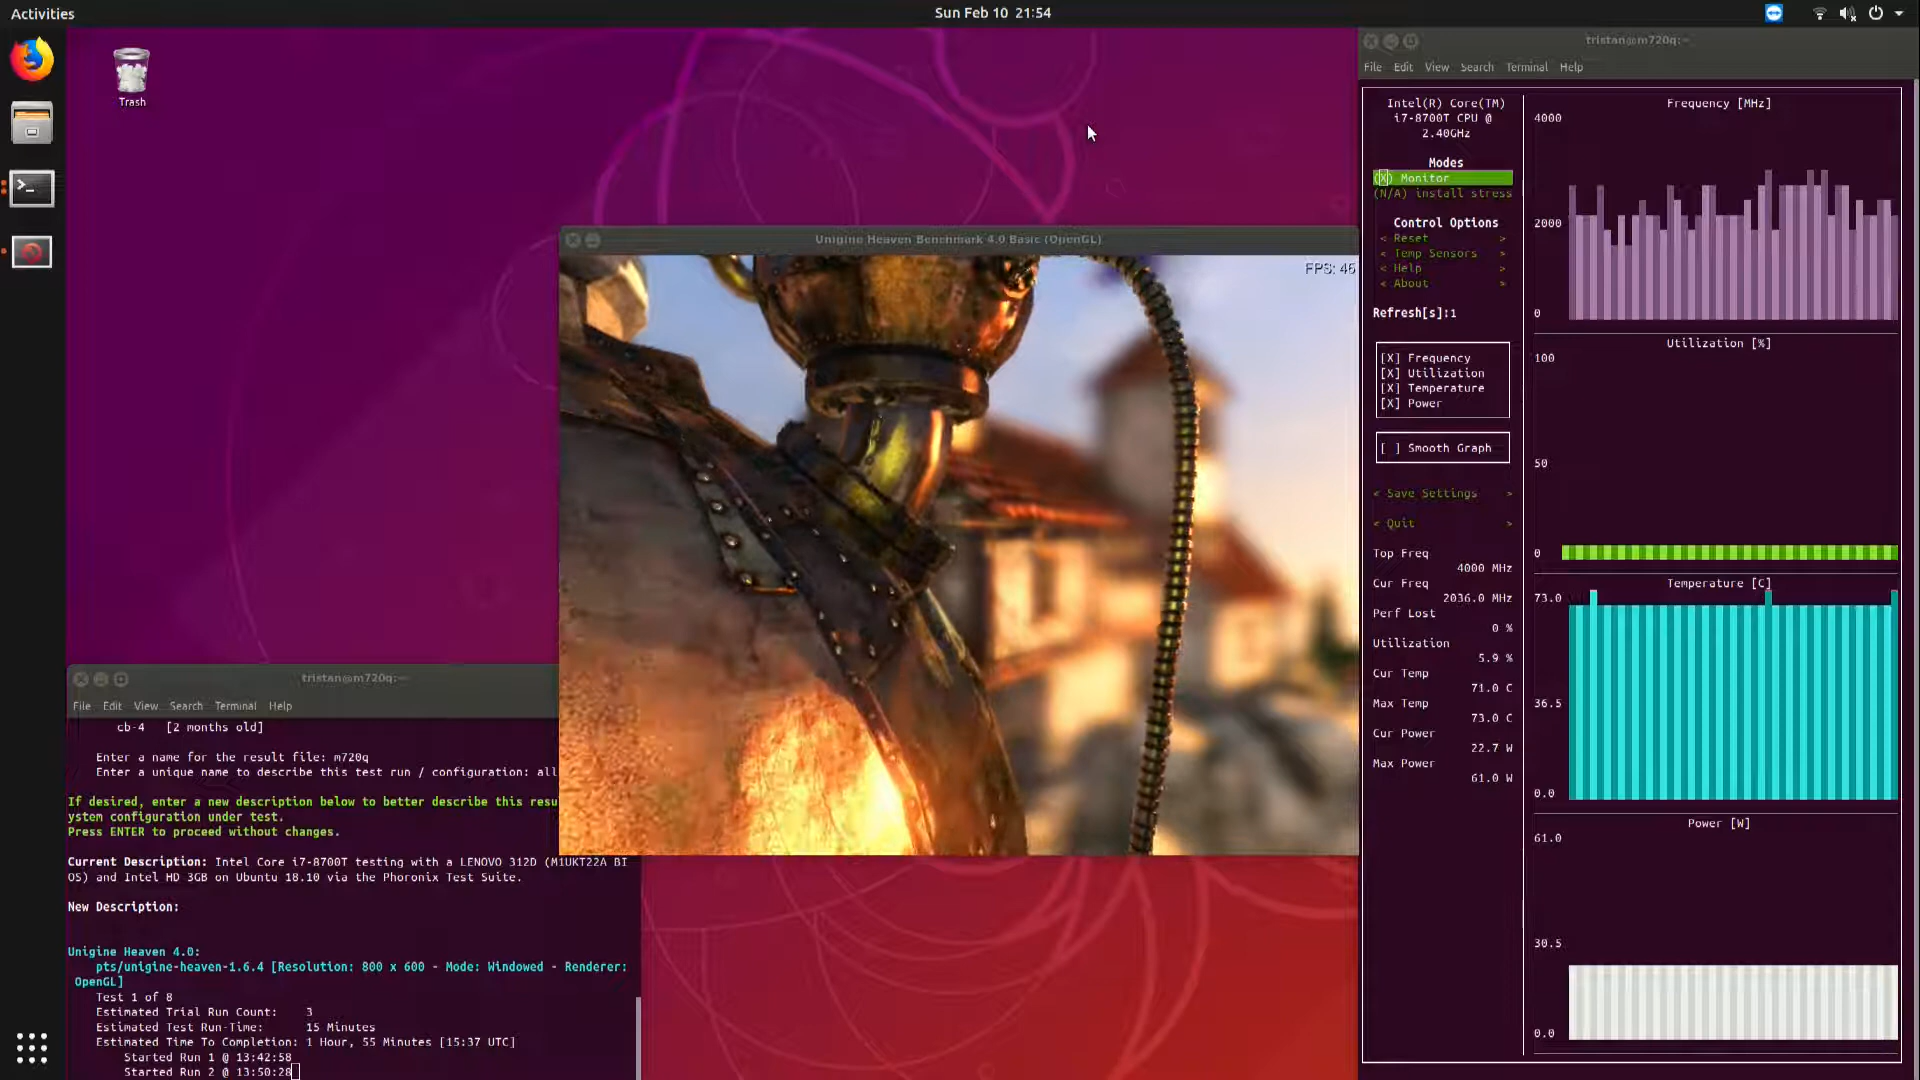 Activities
Sun Feb 10 21:54
Trash
tristan@m720q:~
File Edit View Search Terminal Help
Intel(R) Core(TM)
i7-8700T CPU @
2.40GHz
Modes
(X) Monitor
(N/A) install stress
Control Options
< Reset >
< Temp Sensors >
< Help >
< About >
Refresh[s]:1
[X] Frequency
[X] Utilization
[X] Temperature
[X] Power
[ ] Smooth Graph
< Save Settings >
< Quit >
Top Freq
4000 MHz
Cur Freq
2036.0 MHz
Perf Lost
0 %
Utilization
5.9 %
Cur Temp
71.0 C
Max Temp
73.0 C
Cur Power
22.7 W
Max Power
61.0 W
Frequency [MHz]
4000
2000
0
Utilization [%]
100
50
0
Temperature [C]
73.0
36.5
0.0
Power [W]
61.0
30.5
0.0
Unigine Heaven Benchmark 4.0 Basic (OpenGL)
FPS: 46
tristan@m720q:~
File Edit View Search Terminal Help
cb-4 [2 months old]
Enter a name for the result file: m720q
Enter a unique name to describe this test run / configuration: all
If desired, enter a new description below to better describe this resu
ystem configuration under test.
Press ENTER to proceed without changes.
Current Description: Intel Core i7-8700T testing with a LENOVO 312D (M1UKT22A BI
OS) and Intel HD 3GB on Ubuntu 18.10 via the Phoronix Test Suite.
New Description:
Unigine Heaven 4.0:
pts/unigine-heaven-1.6.4 [Resolution: 800 x 600 - Mode: Windowed - Renderer:
OpenGL]
Test 1 of 8
Estimated Trial Run Count: 3
Estimated Test Run-Time: 15 Minutes
Estimated Time To Completion: 1 Hour, 55 Minutes [15:37 UTC]
Started Run 1 @ 13:42:58
Started Run 2 @ 13:50:28